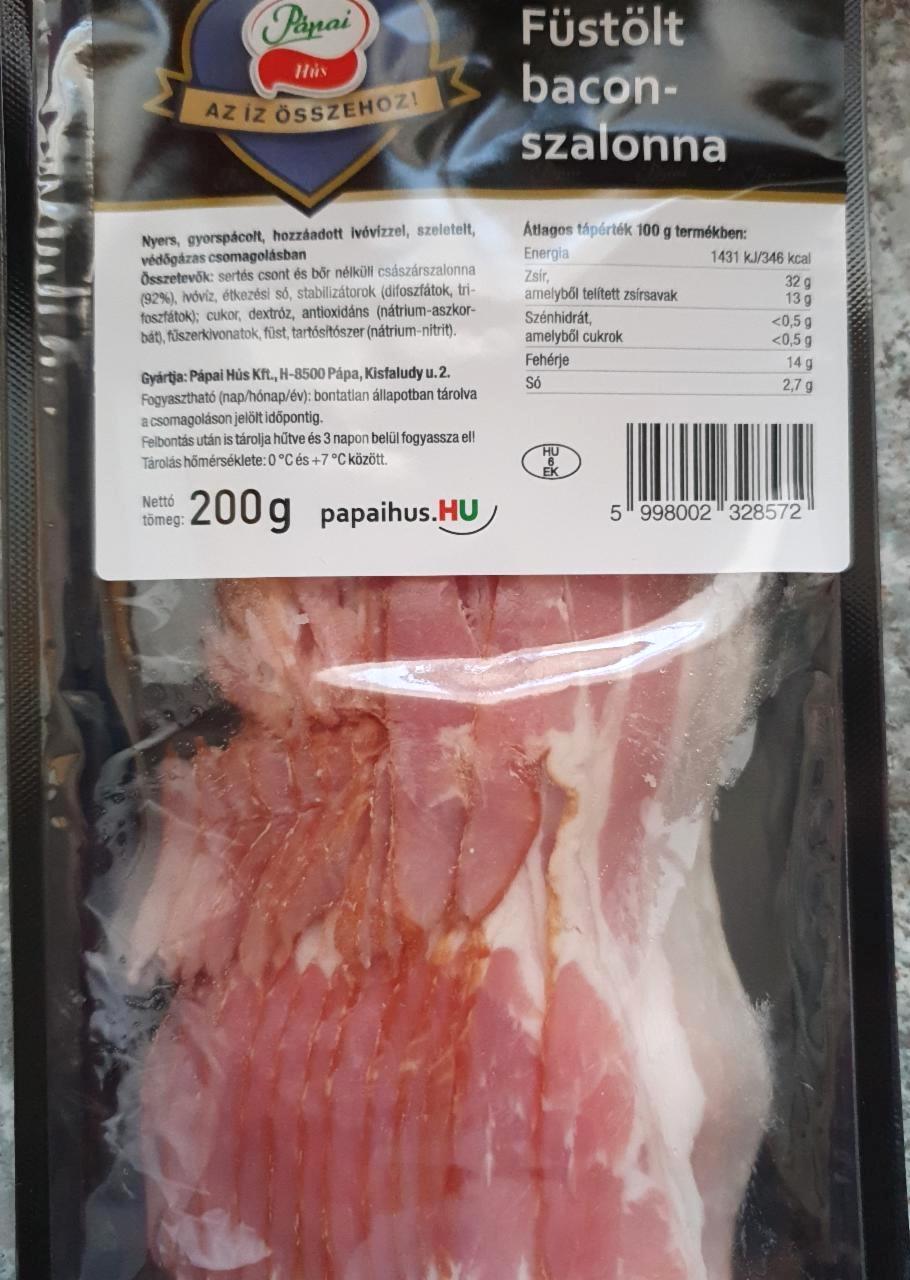 Pápai
Hús
AZ ÍZ ÖSSZEHOZ!
Füstölt
bacon-
szalonna
Nyers, gyorspácolt, hozzáadott ivóvízzel, szeletelt,
védőgázas csomagolásban
Összetevők: sertés csont és bőr nélküli császárszalonna
(92%), ivóvíz, étkezési só, stabilizátorok (difoszfátok, tri-
foszfátok); cukor, dextróz, antioxidáns (nátrium-aszkor-
bát), fűszerkivonatok, füst, tartósítószer (nátrium-nitrit).
Gyártja: Pápai Hús Kft., H-8500 Pápa, Kisfaludy u. 2.
Fogyasztható (nap/hónap/év): bontatlan állapotban tárolva
a csomagoláson jelölt időpontig.
Felbontás után is tárolja hűtve és 3 napon belül fogyassza el!
Tárolás hőmérséklete: 0 °C és +7 °C között.
Nettó
tömeg: 200 g
papaihus.HU
Átlagos tápérték 100 g termékben:
Energia 1431 kJ/346 kcal
Zsír, 32 g
amelyből telített zsírsavak 13 g
Szénhidrát, <0,5 g
amelyből cukrok <0,5 g
Fehérje 14 g
Só 2,7 g
HU
6
EK
5 998002 328572